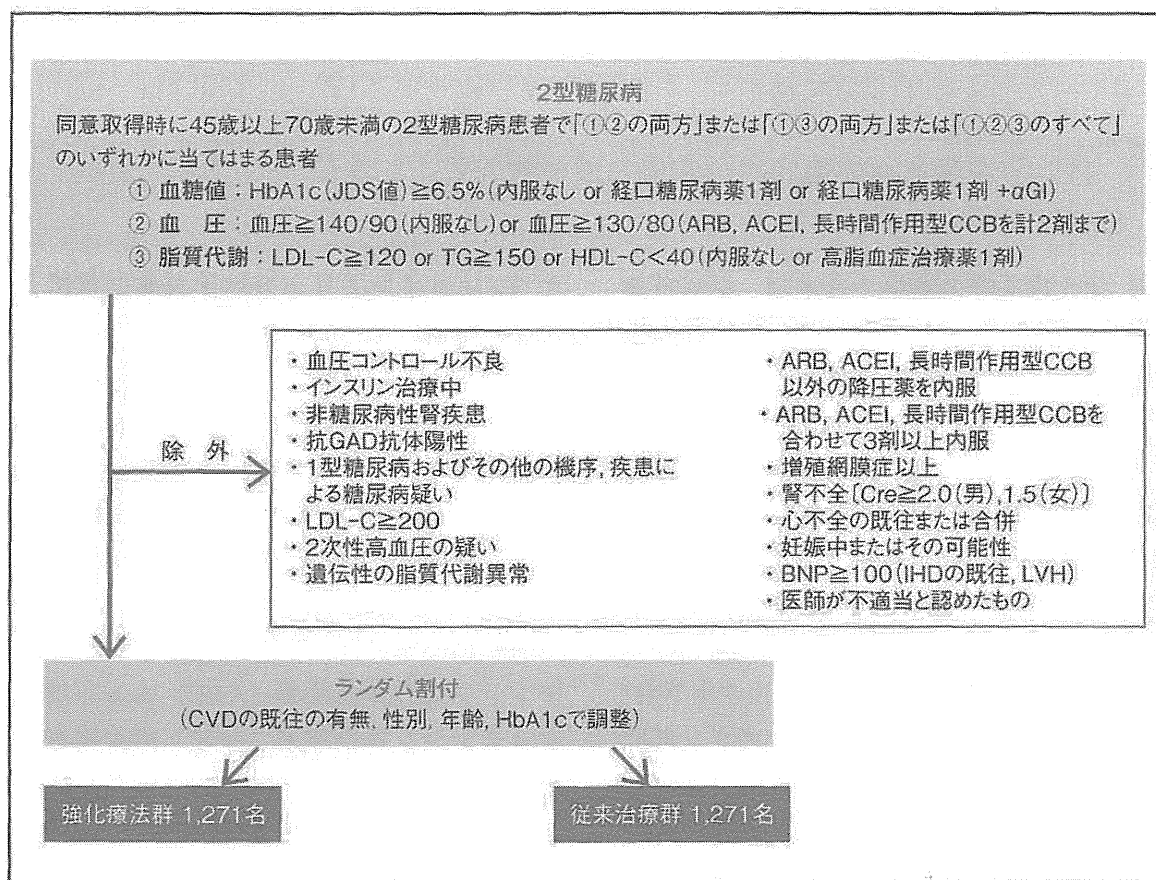 2型糖尿病
同意取得時に45歳以上70歳未満の2型糖尿病患者で「①②の両方」または「①③の両方」または「①②③のすべて」
のいずれかに当てはまる患者
① 血糖値：HbA1c(JDS値)≧6.5%(内服なし or 経口糖尿病薬1剤 or 経口糖尿病薬1剤 +αGI)
② 血　圧：血圧≧140/90(内服なし)or 血圧≧130/80(ARB, ACEI, 長時間作用型CCBを計2剤まで)
③ 脂質代謝：LDL-C≧120 or TG≧150 or HDL-C<40(内服なし or 高脂血症治療薬1剤)
除　外
・血圧コントロール不良
・インスリン治療中
・非糖尿病性腎疾患
・抗GAD抗体陽性
・1型糖尿病およびその他の機序, 疾患に
よる糖尿病疑い
・LDL-C≧200
・2次性高血圧の疑い
・遺伝性の脂質代謝異常
・ARB, ACEI, 長時間作用型CCB
以外の降圧薬を内服
・ARB, ACEI, 長時間作用型CCBを
合わせて3剤以上内服
・増殖網膜症以上
・腎不全〔Cre≧2.0(男),1.5(女)〕
・心不全の既往または合併
・妊娠中またはその可能性
・BNP≧100(IHDの既往, LVH)
・医師が不適当と認めたもの
ランダム割付
(CVDの既往の有無, 性別, 年齢, HbA1cで調整)
強化療法群 1,271名
従来治療群 1,271名